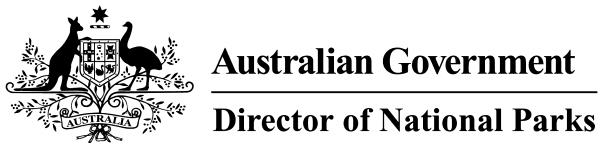 Australian Government
Director of National Parks
AUSTRALIA